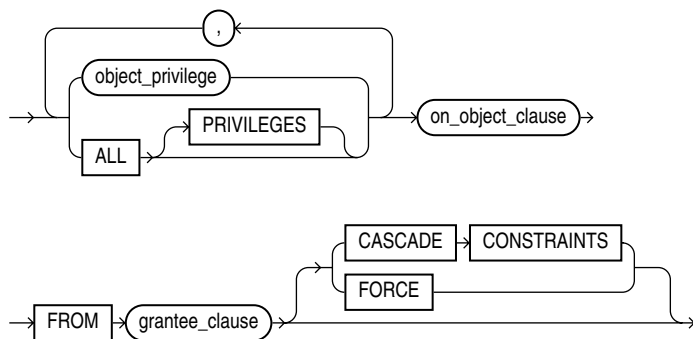 ,
object_privilege
ALL PRIVILEGES
on_object_clause
CASCADE CONSTRAINTS
FORCE
FROM grantee_clause